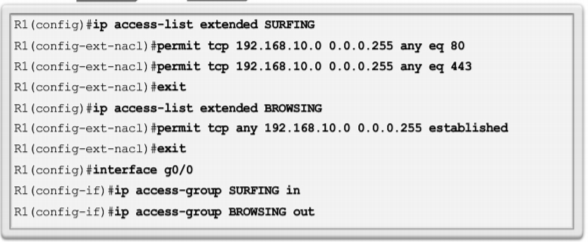 R1(config)#ip access-list extended SURFING
R1(config-ext-nacl)#permit tcp 192.168.10.0 0.0.0.255 any eq 80
R1(config-ext-nacl)#permit tcp 192.168.10.0 0.0.0.255 any eq 443
R1(config-ext-nacl)#exit
R1(config)#ip access-list extended BROWSING
R1(config-ext-nacl)#permit tcp any 192.168.10.0 0.0.0.255 established
R1(config-ext-nacl)#exit
R1(config)#interface g0/0
R1(config-if)#ip access-group SURFING in
R1(config-if)#ip access-group BROWSING out